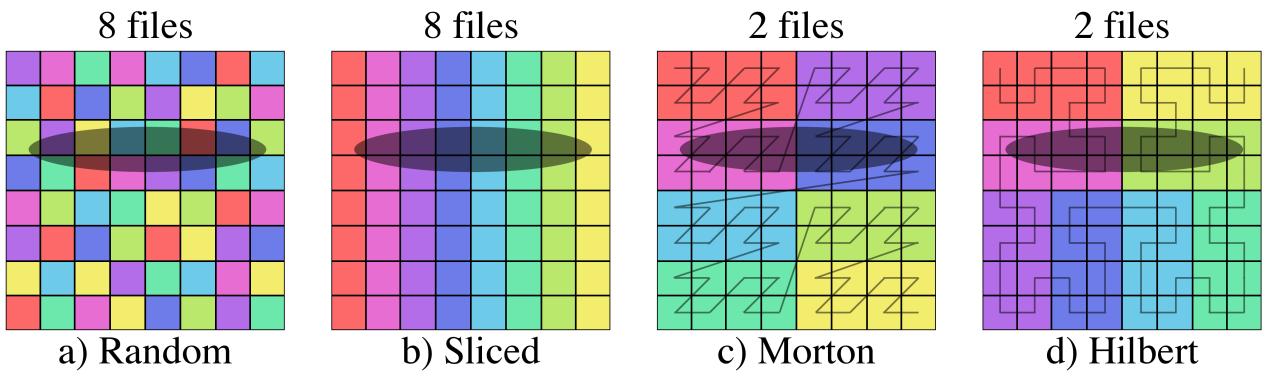 8 files
8 files
2 files
2 files
a) Random
b) Sliced
c) Morton
d) Hilbert